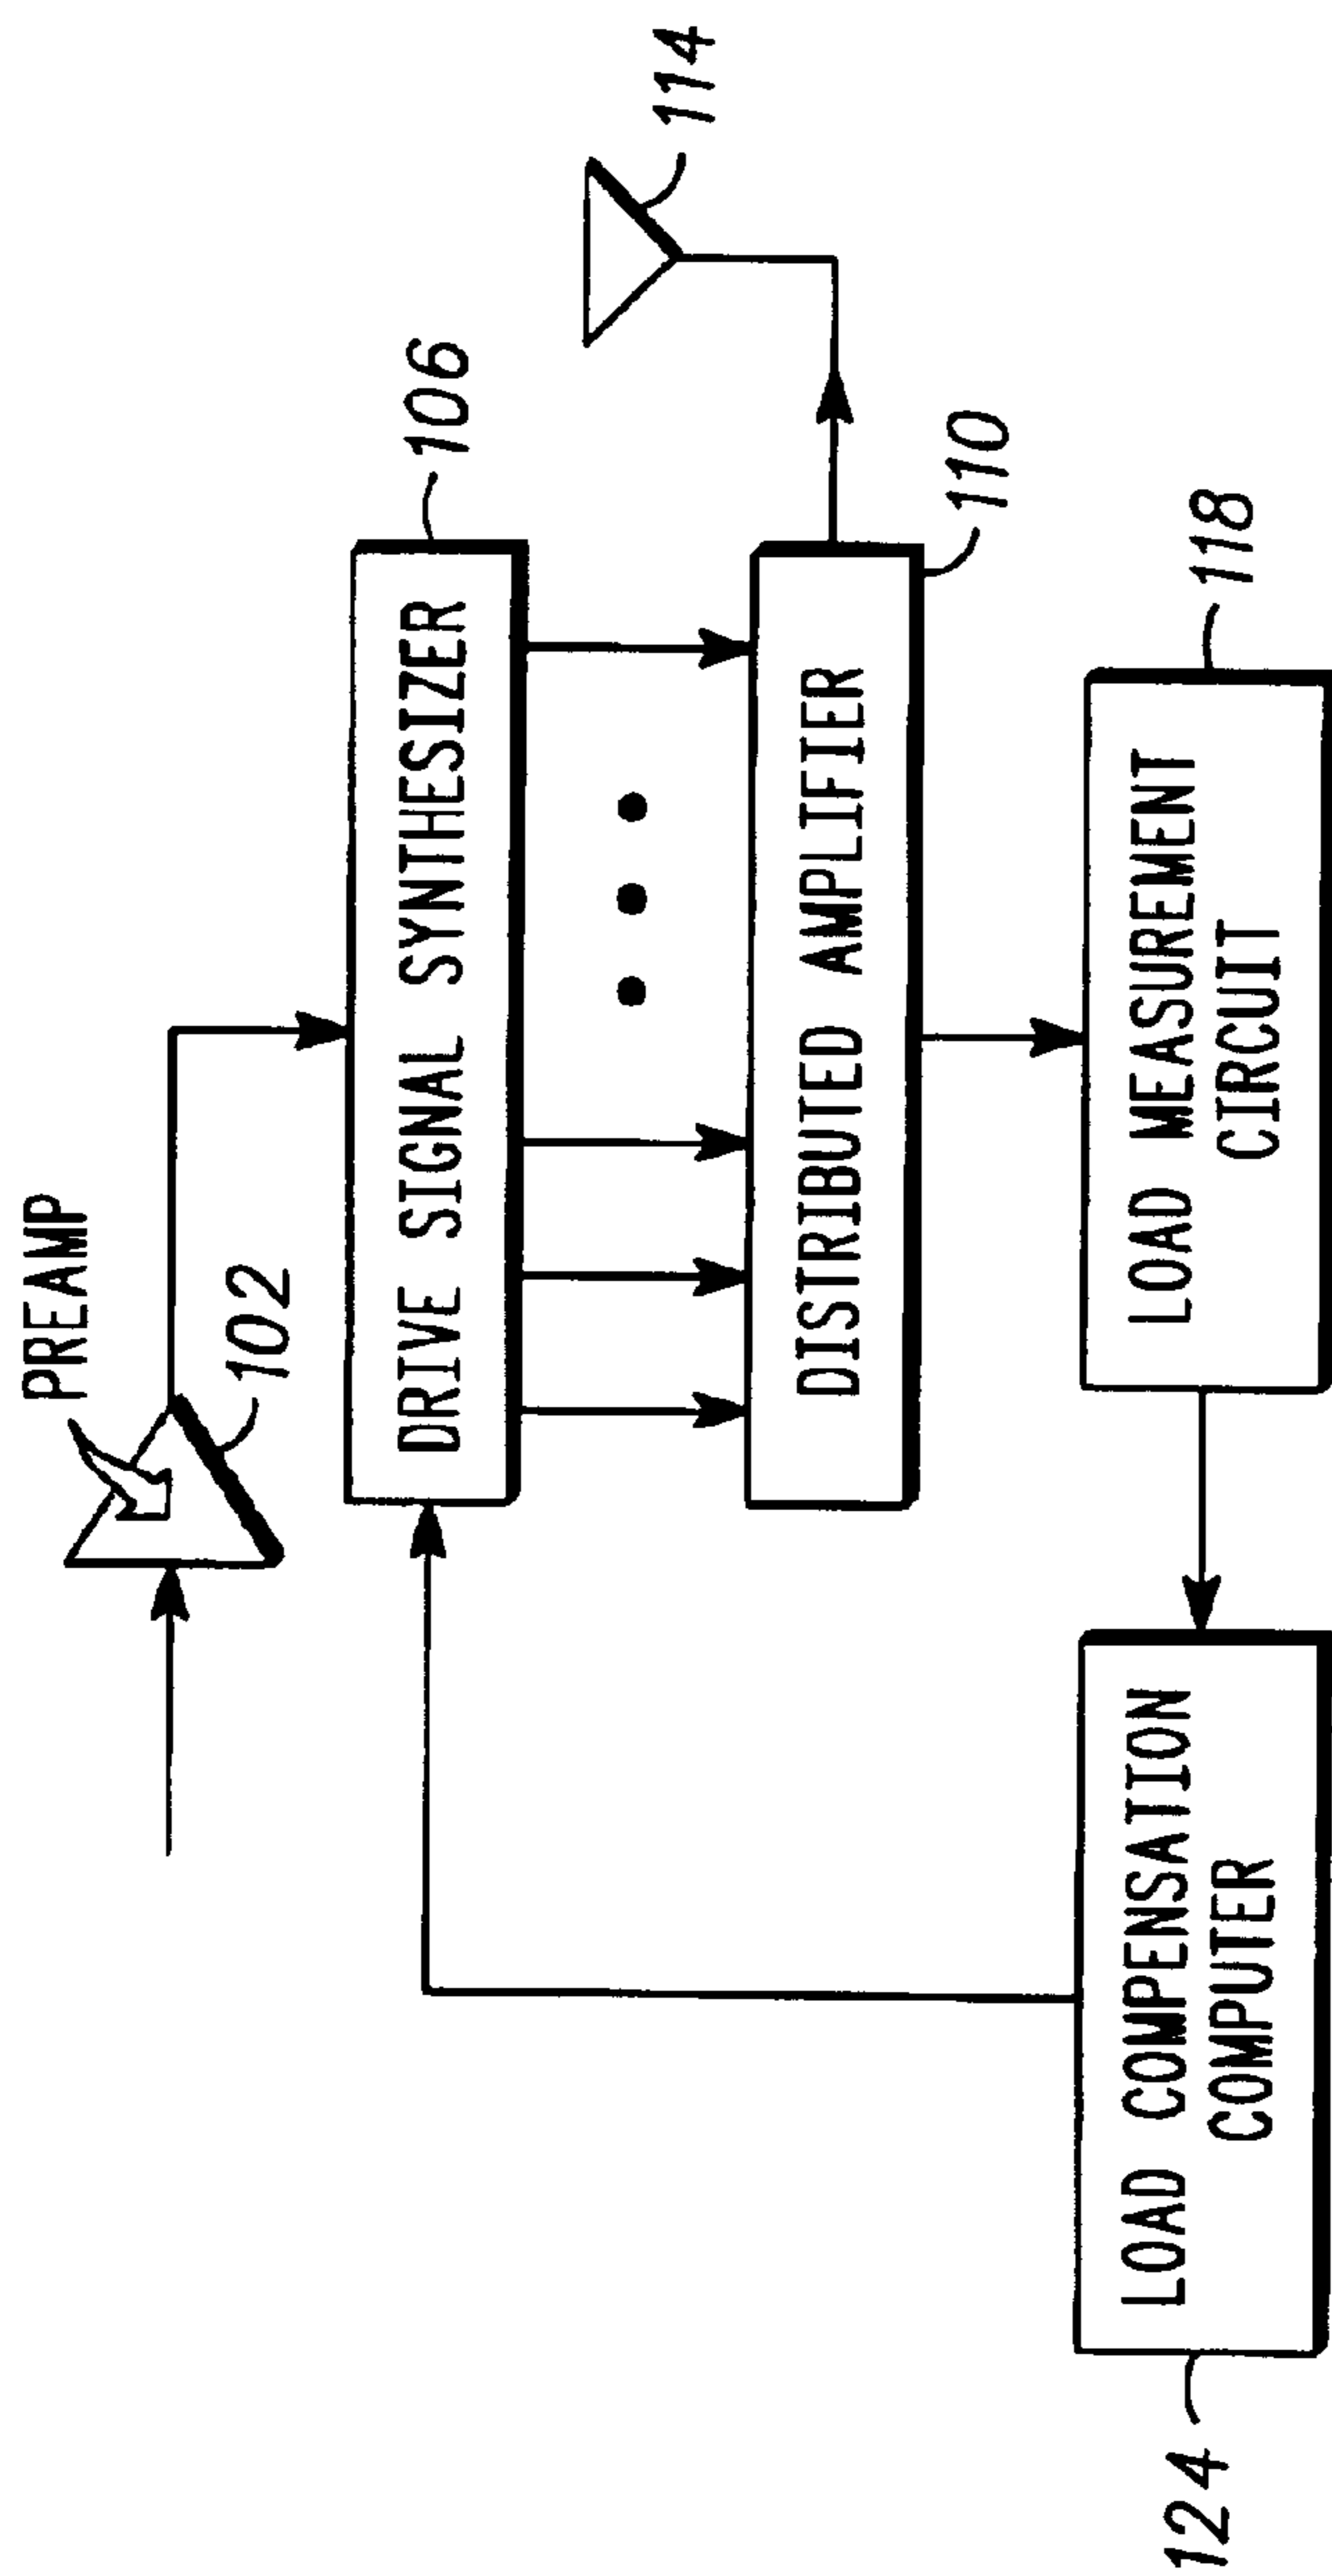 PREAMP
102
DRIVE SIGNAL SYNTHESIZER
106
114
DISTRIBUTED AMPLIFIER
110
LOAD MEASUREMENT
CIRCUIT
118
LOAD COMPENSATION
COMPUTER
124